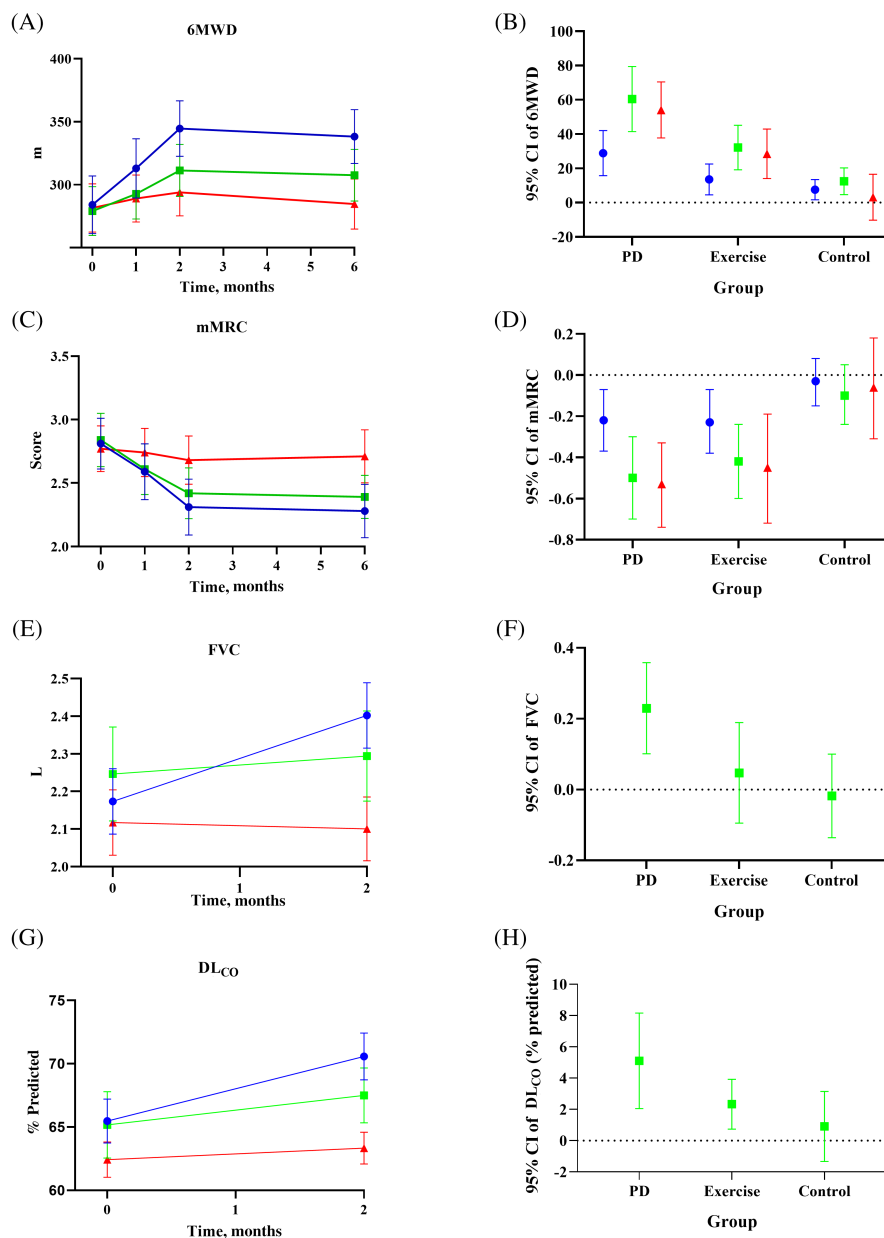 (A)
6MWD
400
350
300
m
0 1 2 3 4 5 6
Time, months
(B)
100
80
60
40
20
0
-20
95% CI of 6MWD
PD Exercise Control
Group
(C)
mMRC
3.5
3.0
2.5
2.0
Score
0 1 2 3 4 5 6
Time, months
(D)
0.2
0.0
-0.2
-0.4
-0.6
-0.8
95% CI of mMRC
PD Exercise Control
Group
(E)
FVC
2.5
2.4
2.3
2.2
2.1
2.0
L
0 1 2
Time, months
(F)
0.4
0.2
0.0
-0.2
95% CI of FVC
PD Exercise Control
Group
(G)
DLCO
75
70
65
60
% Predicted
0 1 2
Time, months
(H)
10
8
6
4
2
0
-2
95% CI of DLCO (% predicted)
PD Exercise Control
Group